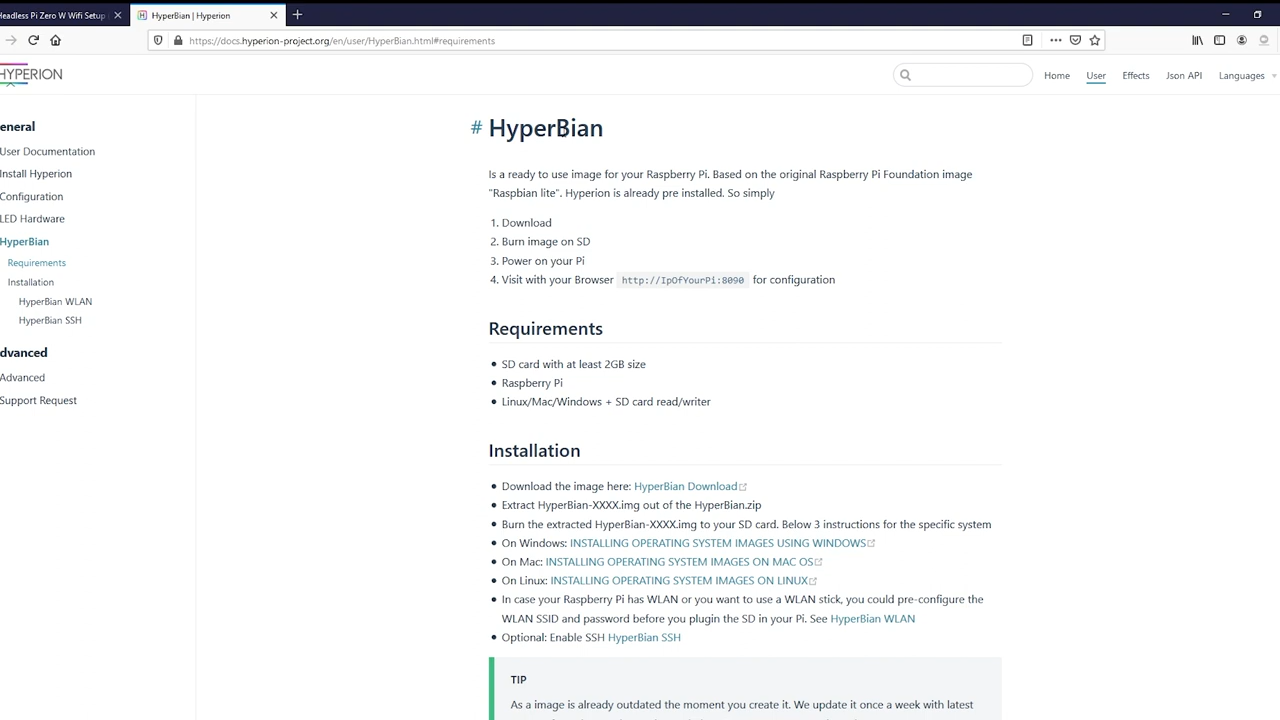 Headless Pi Zero W Wifi Setup
HyperBian | Hyperion
https://docs.hyperion-project.org/en/user/HyperBian.html#requirements
HYPERION
Home User Effects Json API Languages
eneral
User Documentation
Install Hyperion
Configuration
LED Hardware
HyperBian
Requirements
Installation
HyperBian WLAN
HyperBian SSH
dvanced
Advanced
Support Request
# HyperBian
Is a ready to use image for your Raspberry Pi. Based on the original Raspberry Pi Foundation image
"Raspbian lite". Hyperion is already pre installed. So simply
1. Download
2. Burn image on SD
3. Power on your Pi
4. Visit with your Browser http://IpOfYourPi:8090 for configuration
Requirements
• SD card with at least 2GB size
• Raspberry Pi
• Linux/Mac/Windows + SD card read/writer
Installation
• Download the image here: HyperBian Download
• Extract HyperBian-XXXX.img out of the HyperBian.zip
• Burn the extracted HyperBian-XXXX.img to your SD card. Below 3 instructions for the specific system
• On Windows: INSTALLING OPERATING SYSTEM IMAGES USING WINDOWS
• On Mac: INSTALLING OPERATING SYSTEM IMAGES ON MAC OS
• On Linux: INSTALLING OPERATING SYSTEM IMAGES ON LINUX
• In case your Raspberry Pi has WLAN or you want to use a WLAN stick, you could pre-configure the
WLAN SSID and password before you plugin the SD in your Pi. See HyperBian WLAN
• Optional: Enable SSH HyperBian SSH
TIP
As a image is already outdated the moment you create it. We update it once a week with latest